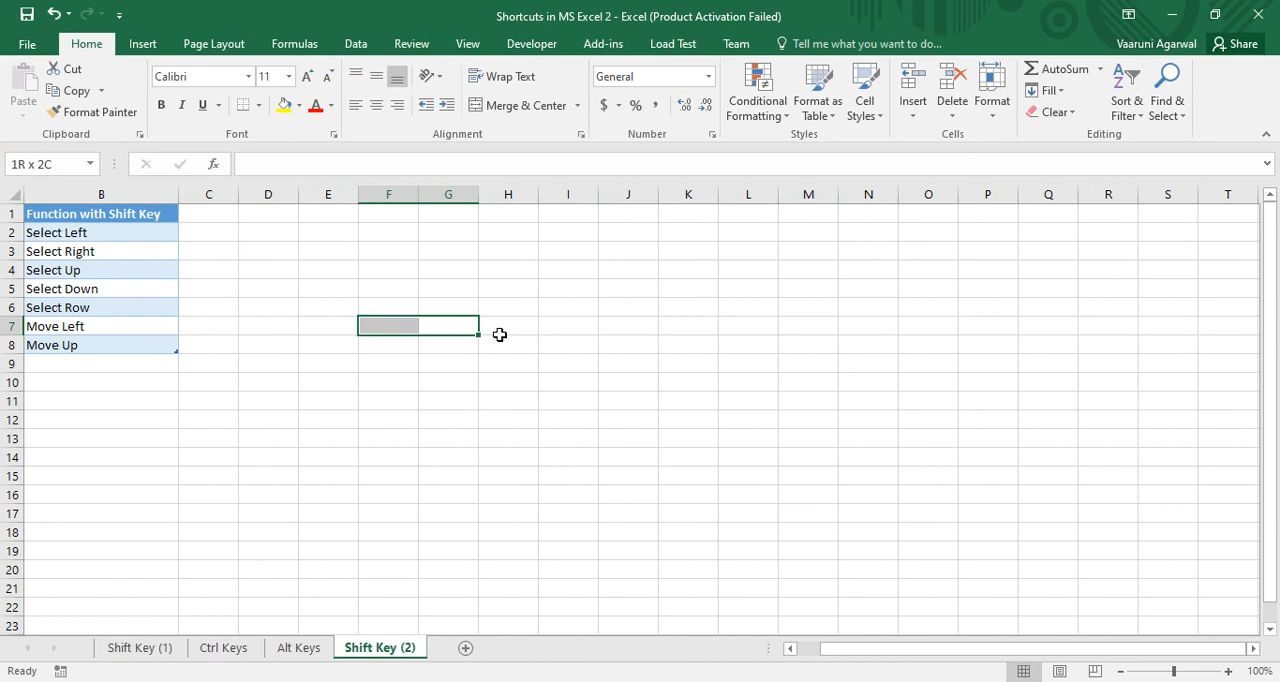 Shortcuts in MS Excel 2 - Excel (Product Activation Failed)
File Home Insert Page Layout Formulas Data Review View Developer Add-ins Load Test Team Tell me what you want to do... Vaaruni Agarwal Share
Paste
Cut
Copy
Format Painter
Clipboard
Calibri 11
B I U A
Font
Wrap Text
Merge & Center
Alignment
General
$ % ,
Number
Conditional Formatting
Format as Table
Cell Styles
Styles
Insert Delete Format
Cells
AutoSum
Fill
Clear
Sort & Filter
Find & Select
Editing
1R x 2C fx
B C D E F G H I J K L M N O P Q R S T
1 Function with Shift Key
2 Select Left
3 Select Right
4 Select Up
5 Select Down
6 Select Row
7 Move Left
8 Move Up
9
10
11
12
13
14
15
16
17
18
19
20
21
22
23
Shift Key (1) Ctrl Keys Alt Keys Shift Key (2)
Ready 100%